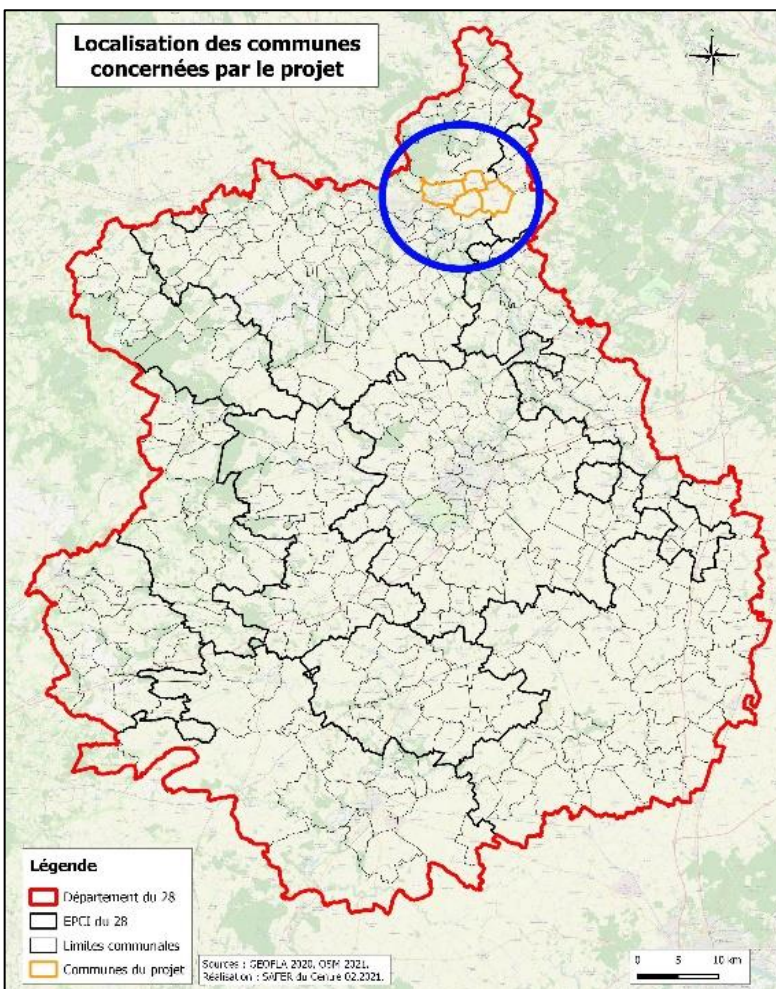 Localisation des communes
concernées par le projet
Légende
Département du 28
EPCI du 28
Limites communales
Communes du projet
Sources : GEOFLA 2020, OSM 2021.
Réalisation : SAFER du Centre 02.2021.
0 5 10 km